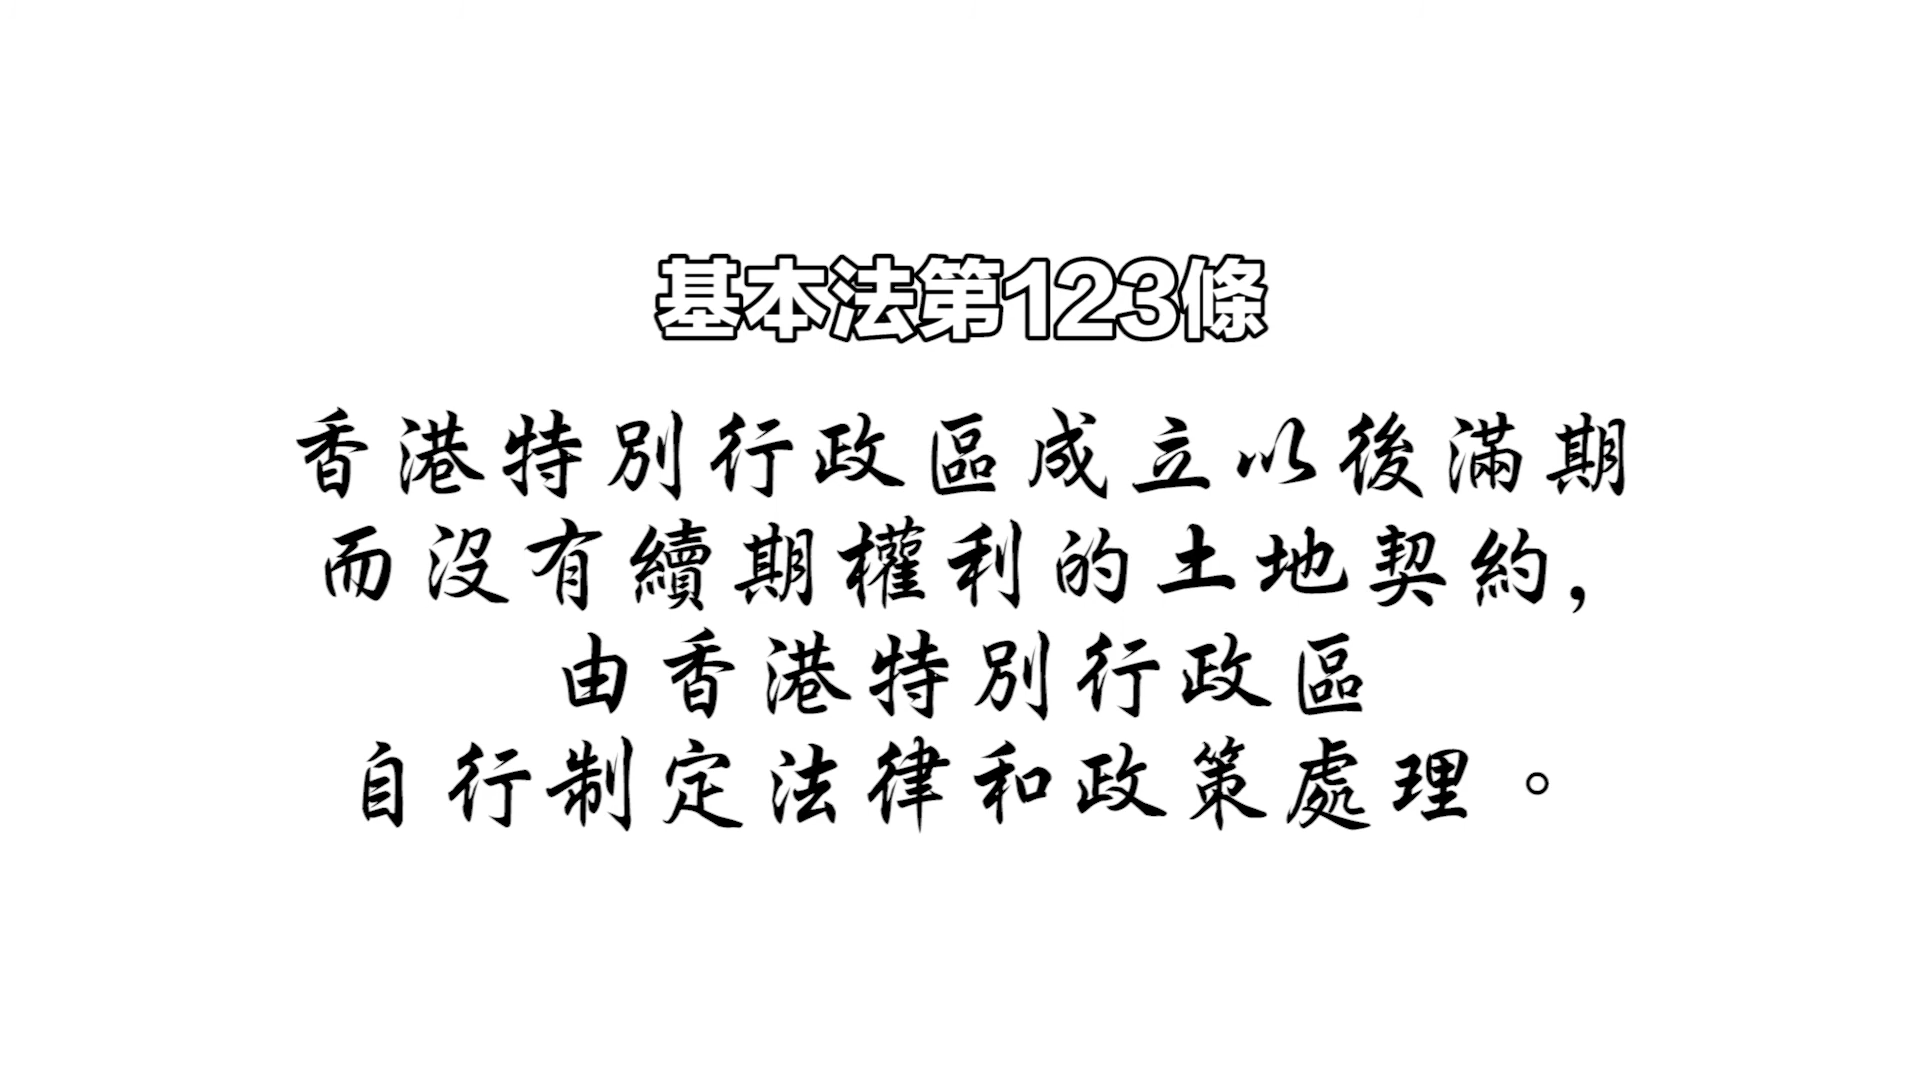 基本法第123條
香港特別行政區成立以後滿期
而沒有續期權利的土地契約,
由香港特別行政區
自行制定法律和政策處理。